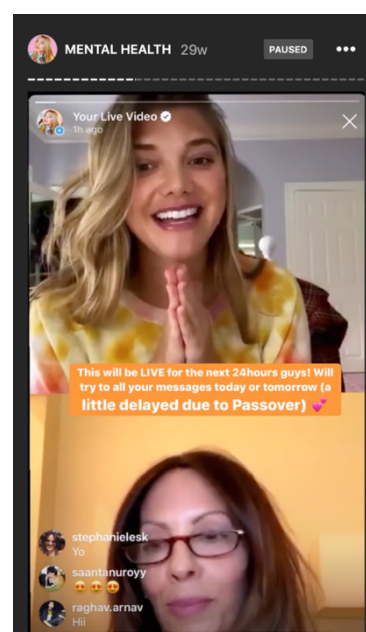 MENTAL HEALTH 29w PAUSED
Your Live Video
1h ago
This will be LIVE for the next 24hours guys! Will
try to all your messages today or tomorrow (a
little delayed due to Passover) 💕
stephanielesk
Yo
saantanuroyy
😍😍😍
raghav.arnav
Hii